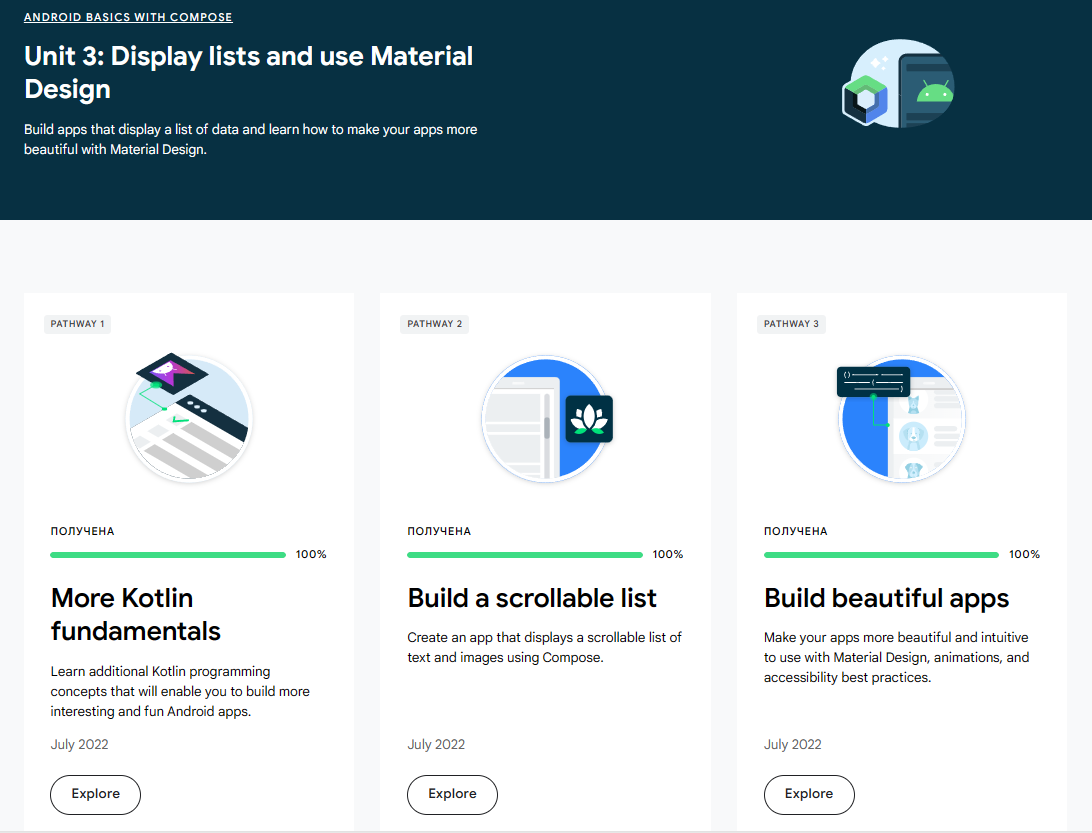 ANDROID BASICS WITH COMPOSE
Unit 3: Display lists and use Material
Design
Build apps that display a list of data and learn how to make your apps more
beautiful with Material Design.
PATHWAY 1
ПОЛУЧЕНА
100%
More Kotlin
fundamentals
Learn additional Kotlin programming
concepts that will enable you to build more
interesting and fun Android apps.
July 2022
Explore
PATHWAY 2
ПОЛУЧЕНА
100%
Build a scrollable list
Create an app that displays a scrollable list of
text and images using Compose.
July 2022
Explore
PATHWAY 3
ПОЛУЧЕНА
100%
Build beautiful apps
Make your apps more beautiful and intuitive
to use with Material Design, animations, and
accessibility best practices.
July 2022
Explore